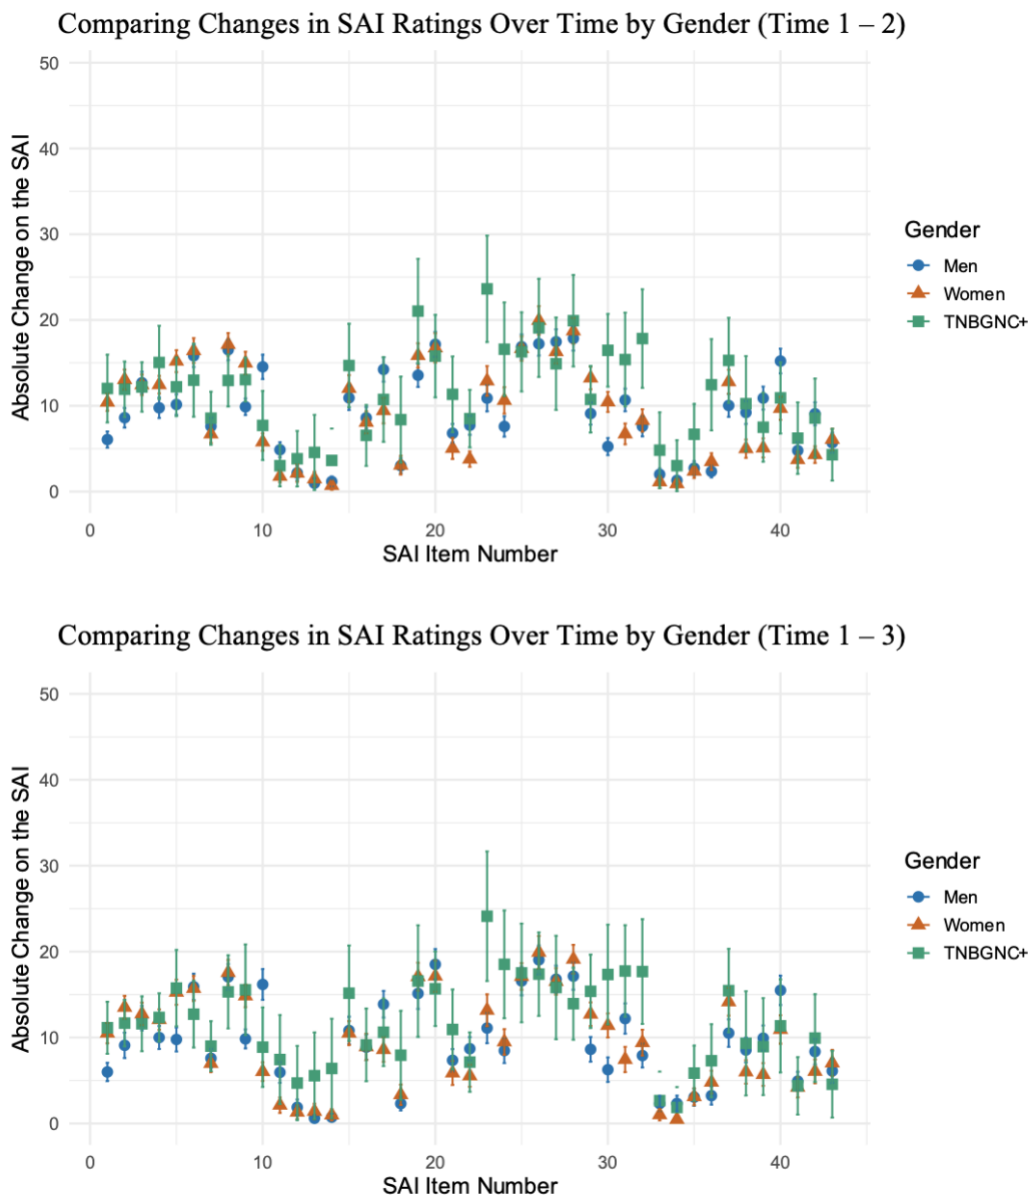 Comparing Changes in SAI Ratings Over Time by Gender (Time 1 – 2)
50
40
30
20
10
0
Absolute Change on the SAI
0 10 20 30 40
SAI Item Number
Gender
Men
Women
TNBGNC+
Comparing Changes in SAI Ratings Over Time by Gender (Time 1 – 3)
50
40
30
20
10
0
Absolute Change on the SAI
0 10 20 30 40
SAI Item Number
Gender
Men
Women
TNBGNC+